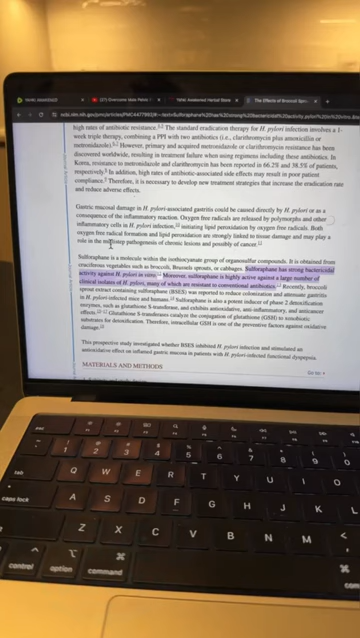 high rates of antibiotic resistance. The standard eradication therapy for H. pylori involves a 1-
week triple therapy, combining a PPI with two antibiotics (i.e., clarithromycin plus amoxicillin or
metronidazole). However, primary and acquired metronidazole or clarithromycin resistance has been
discovered worldwide, resulting in treatment failure when using regimens including these antibiotics. In
Korea, resistance to metronidazole and clarithromycin has been reported in 66.2% and 38.5% of patients,
respectively. In addition, high rates of antibiotic-associated side effects may result in poor patient
compliance. Therefore, it is necessary to develop new treatment strategies that increase the eradication rate
and reduce adverse effects.
Gastric mucosal damage in H. pylori-associated gastritis could be caused directly by H. pylori or as a
consequence of the inflammatory reaction. Oxygen free radicals are released by polymorphs and other
inflammatory cells in H. pylori infection, initiating lipid peroxidation by oxygen free radicals. Both
oxygen free radical formation and lipid peroxidation are strongly linked to tissue damage and may play a
role in the multistep pathogenesis of chronic lesions and possibly of cancer.
Sulforaphane is a family within the isothiocyanate group of organosulfur compounds. It is obtained from
cruciferous vegetables such as broccoli, Brussels sprouts, or cabbages. Sulforaphane has strong bactericidal
activity against H. pylori in vitro. Moreover, sulforaphane is highly active against a large number of
clinical isolates of H. pylori, many of which are resistant to conventional antibiotics. Recently, broccoli
sprout extract containing sulforaphane (BSES) was reported to reduce colonization and attenuate gastritis
in H. pylori-infected mice and humans. Sulforaphane is also a potent inducer of phase 2 detoxification
enzymes, such as glutathione S-transferase, and exhibits antioxidative, anti-inflammatory, and anticancer
effects. Glutathione S-transferases catalyze the conjugation of glutathione (GSH) to xenobiotic
substrates for detoxification. Therefore, intracellular GSH is one of the preventive factors against oxidative
damage.
This prospective study investigated whether BSES inhibited H. pylori infection and stimulated an
antioxidative effect on inflamed gastric mucosa in patients with H. pylori-infected functional dyspepsia.
MATERIALS AND METHODS
Go to:
esc
1 2 3 4 5 6 7 8 9 0
tab Q W E R T Y U I O
caps lock A S D F G H J K L
Z X C V B N M <
control option command